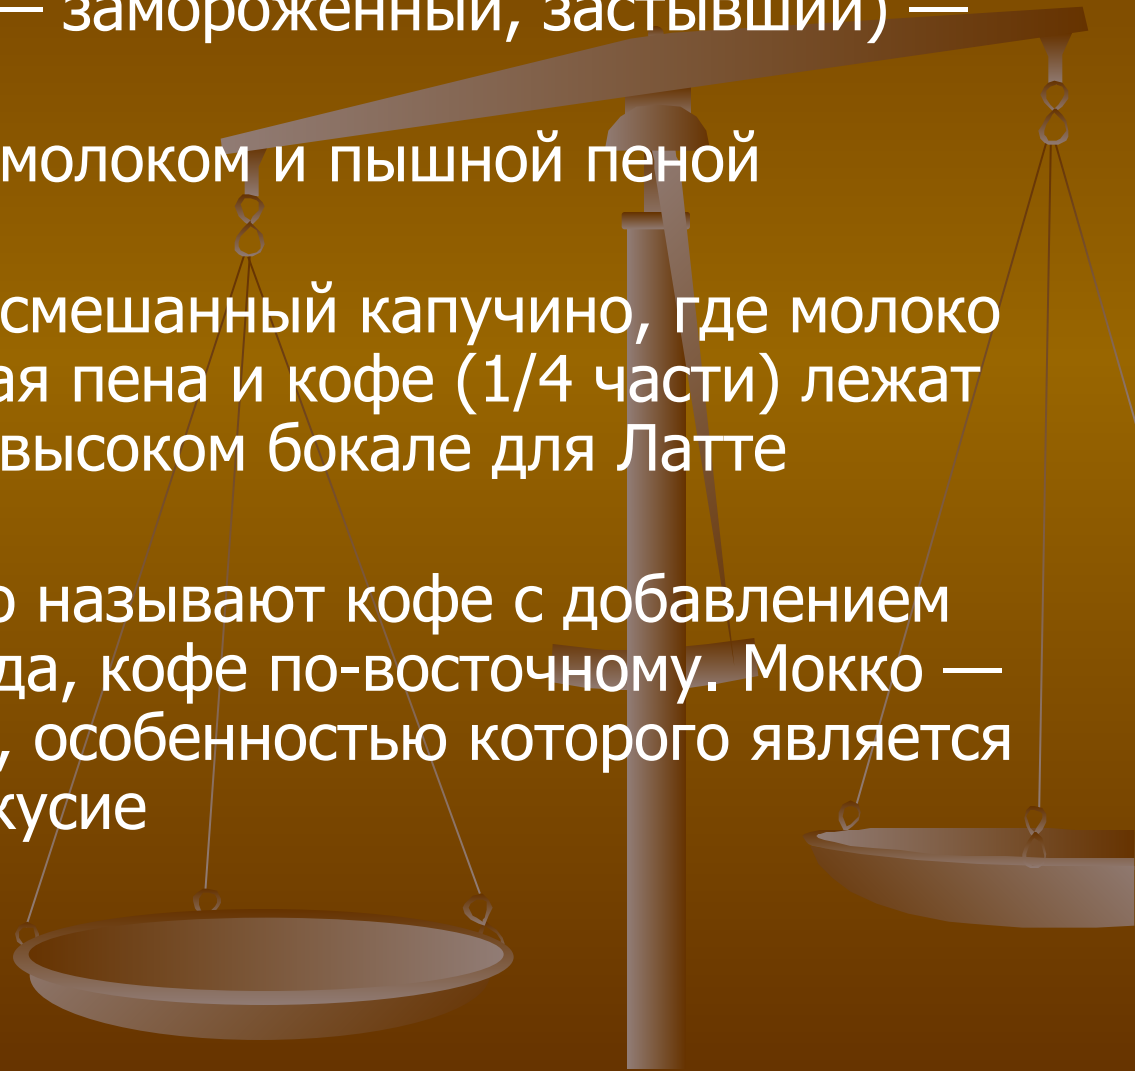 — замороженный, застывший) —
молоком и пышной пеной
смешанный капучино, где молоко
ая пена и кофе (1/4 части) лежат
высоком бокале для Латте
о называют кофе с добавлением
да, кофе по-восточному. Мокко —
, особенностью которого является
кусие